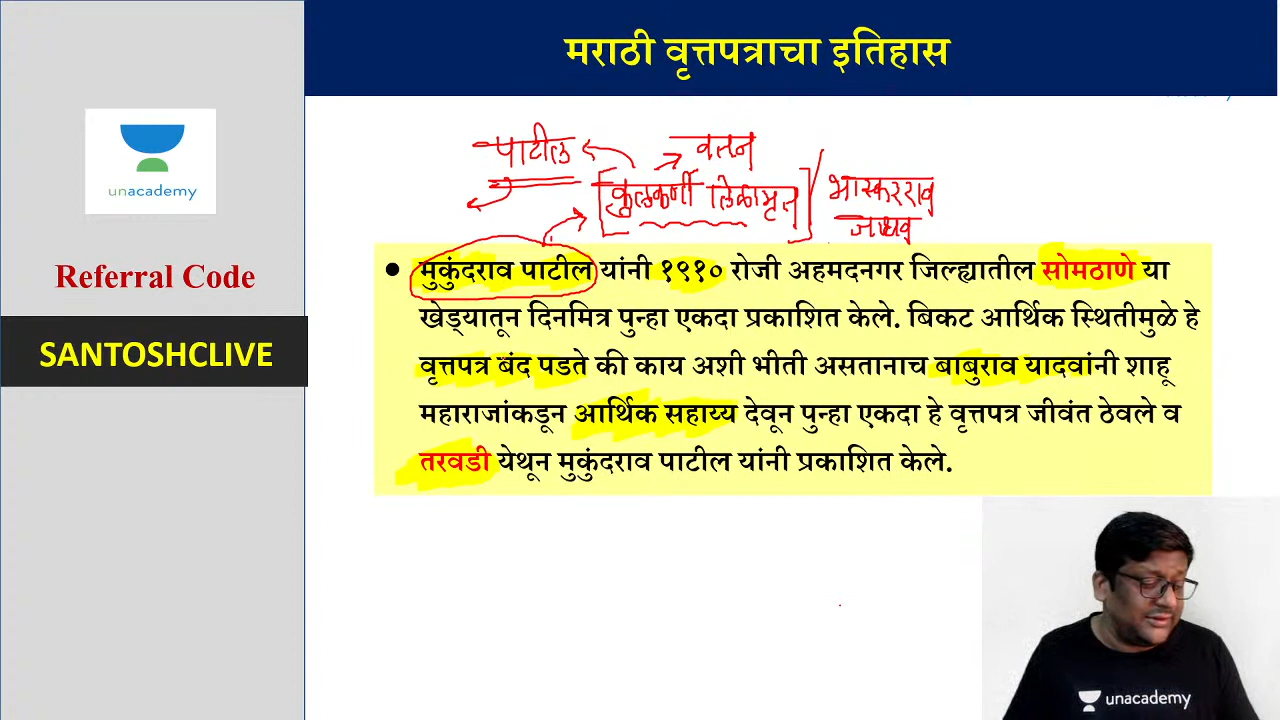 मराठी वृत्तपत्राचा इतिहास
unacademy
Referral Code
SANTOSHCLIVE
पाटील
वतन
कुलकर्णी लिळामृत
भास्करराव
जाधव
• मुकुंदराव पाटील यांनी १९१० रोजी अहमदनगर जिल्ह्यातील सोमठाणे या
खेड्यातून दिनमित्र पुन्हा एकदा प्रकाशित केले. बिकट आर्थिक स्थितीमुळे हे
वृत्तपत्र बंद पडते की काय अशी भीती असतानाच बाबुराव यादवांनी शाहू
महाराजांकडून आर्थिक सहाय्य देवून पुन्हा एकदा हे वृत्तपत्र जीवंत ठेवले व
तरवडी येथून मुकुंदराव पाटील यांनी प्रकाशित केले.
unacademy